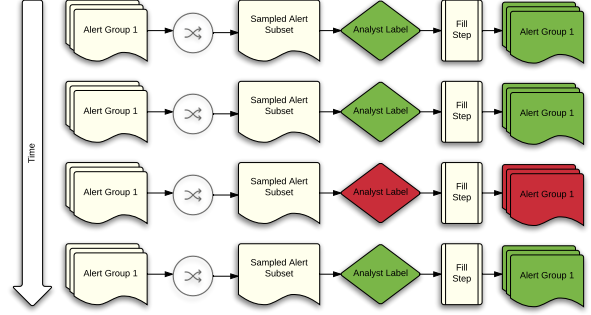 Time
Alert Group 1
Sampled Alert
Subset
Analyst Label
Fill
Step
Alert Group 1
Alert Group 1
Sampled Alert
Subset
Analyst Label
Fill
Step
Alert Group 1
Alert Group 1
Sampled Alert
Subset
Analyst Label
Fill
Step
Alert Group 1
Alert Group 1
Sampled Alert
Subset
Analyst Label
Fill
Step
Alert Group 1